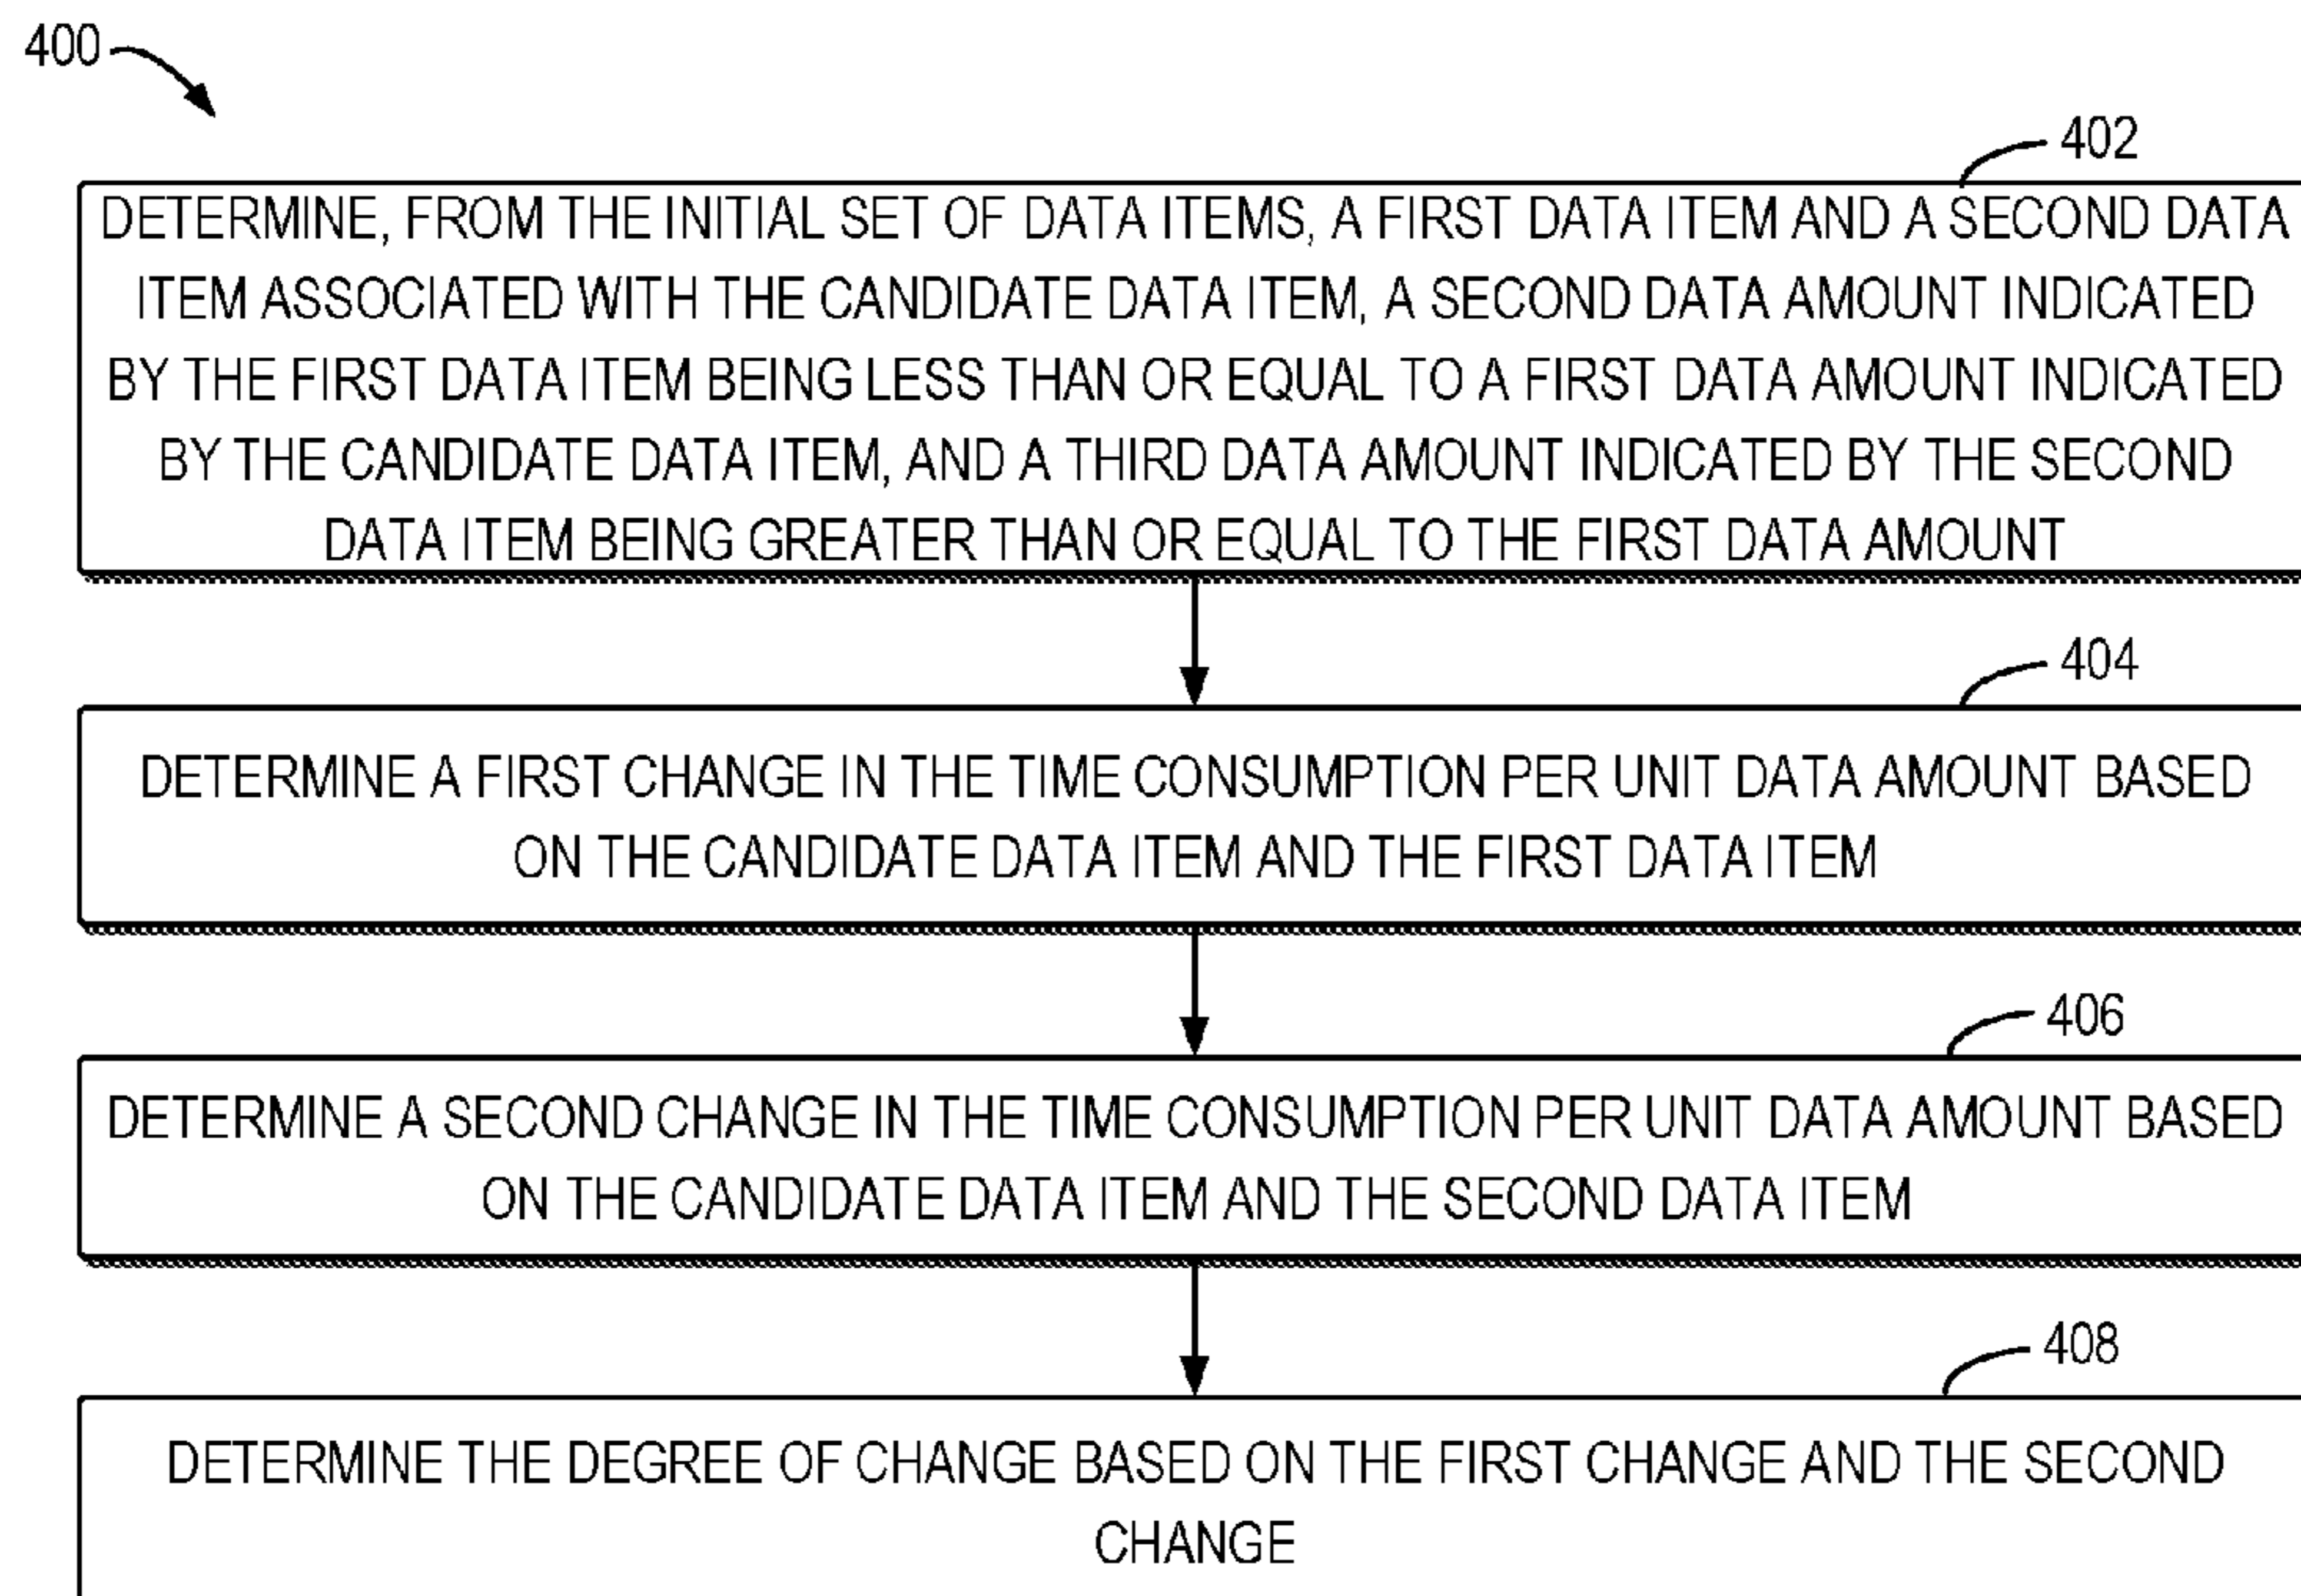 400
402
DETERMINE, FROM THE INITIAL SET OF DATA ITEMS, A FIRST DATA ITEM AND A SECOND DATA
ITEM ASSOCIATED WITH THE CANDIDATE DATA ITEM, A SECOND DATA AMOUNT INDICATED
BY THE FIRST DATA ITEM BEING LESS THAN OR EQUAL TO A FIRST DATA AMOUNT INDICATED
BY THE CANDIDATE DATA ITEM, AND A THIRD DATA AMOUNT INDICATED BY THE SECOND
DATA ITEM BEING GREATER THAN OR EQUAL TO THE FIRST DATA AMOUNT
404
DETERMINE A FIRST CHANGE IN THE TIME CONSUMPTION PER UNIT DATA AMOUNT BASED
ON THE CANDIDATE DATA ITEM AND THE FIRST DATA ITEM
406
DETERMINE A SECOND CHANGE IN THE TIME CONSUMPTION PER UNIT DATA AMOUNT BASED
ON THE CANDIDATE DATA ITEM AND THE SECOND DATA ITEM
408
DETERMINE THE DEGREE OF CHANGE BASED ON THE FIRST CHANGE AND THE SECOND
CHANGE